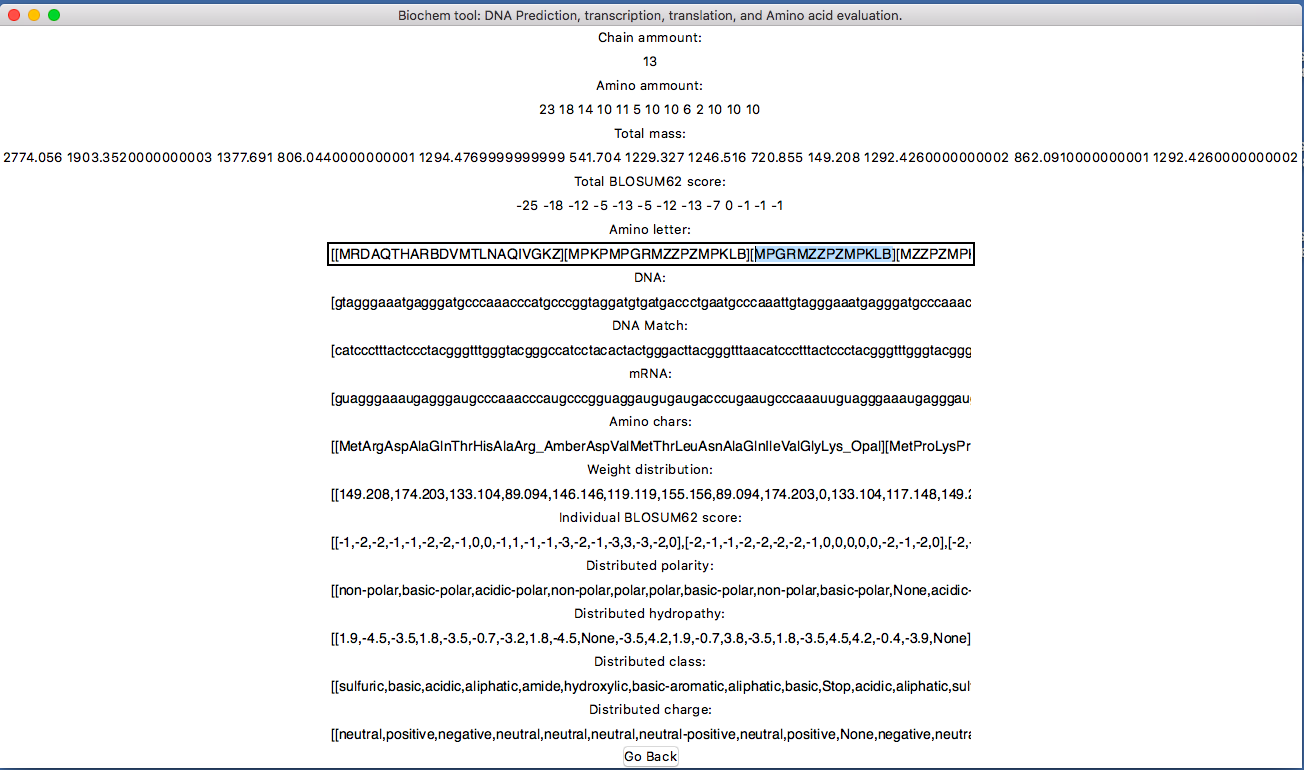 Biochem tool: DNA Prediction, transcription, translation, and Amino acid evaluation.
Chain ammount:
13
Amino ammount:
23 18 14 10 11 5 10 10 6 2 10 10 10
Total mass:
2774.056 1903.3520000000003 1377.691 806.0440000000001 1294.4769999999999 541.704 1229.327 1246.516 720.855 149.208 1292.4260000000002 862.0910000000001 1292.4260000000002
Total BLOSUM62 score:
-25 -18 -12 -5 -13 -5 -12 -13 -7 0 -1 -1 -1
Amino letter:
[[MRDAQTHARBDVMTLNAQIVGKZ][MPKPMPGRMZZPZMPKLB][MPGRMZZPZMPKLB][MZZPZMPK
DNA:
[gtagggaaatgagggatgcccaaacccatgcccggtaggatgtgatgaccctgaatgcccaaattgtagggaaatgagggatgcccaaac
DNA Match:
[catccctttactccctacgggtttgggtacgggccatcctacactactgggacttacgggtttaacatccctttactccctacgggtttgggtacggg
mRNA:
[guagggaaaugagggaugcccaaacccaugcccgguaggaugugaugacccugaaugcccaaauuguagggaaaugagggau
Amino chars:
[[MetArgAspAlaGlnThrHisAlaArg_AmberAspValMetThrLeuAsnAlaGlnIleValGlyLys_Opal][MetProLysPr
Weight distribution:
[[149.208,174.203,133.104,89.094,146.146,119.119,155.156,89.094,174.203,0,133.104,117.148,149.2
Individual BLOSUM62 score:
[[-1,-2,-2,-1,-1,-2,-2,-1,0,0,-1,1,-1,-1,-3,-2,-1,-3,3,-3,-2,0],[-2,-1,-1,-2,-2,-2,-2,-1,0,0,0,0,0,-2,-1,-2,0],[-2,
Distributed polarity:
[[non-polar,basic-polar,acidic-polar,non-polar,polar,polar,basic-polar,non-polar,basic-polar,None,acidic-
Distributed hydropathy:
[[1.9,-4.5,-3.5,1.8,-3.5,-0.7,-3.2,1.8,-4.5,None,-3.5,4.2,1.9,-0.7,3.8,-3.5,1.8,-3.5,4.5,4.2,-0.4,-3.9,None]
Distributed class:
[[sulfuric,basic,acidic,aliphatic,amide,hydroxylic,basic-aromatic,aliphatic,basic,Stop,acidic,aliphatic,sul
Distributed charge:
[[neutral,positive,negative,neutral,neutral,neutral,neutral-positive,neutral,positive,None,negative,neutra
Go Back